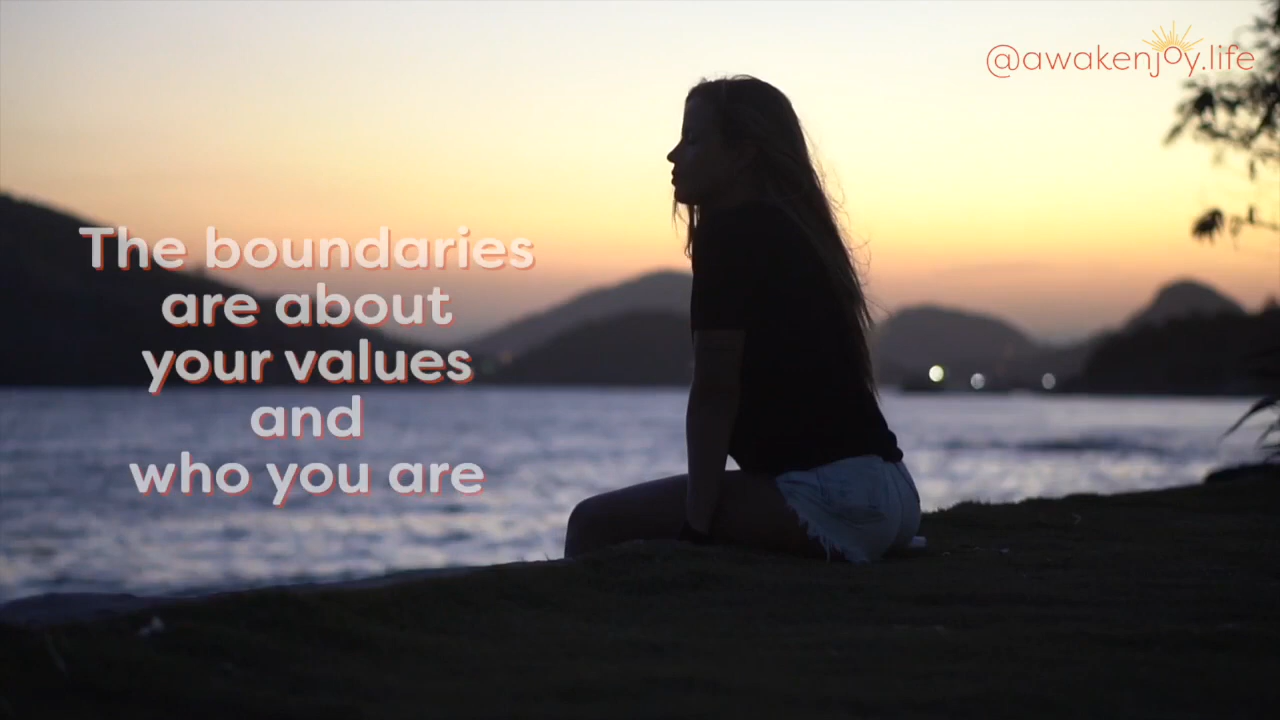 @awakenjoy.life
The boundaries
are about
your values
and
who you are